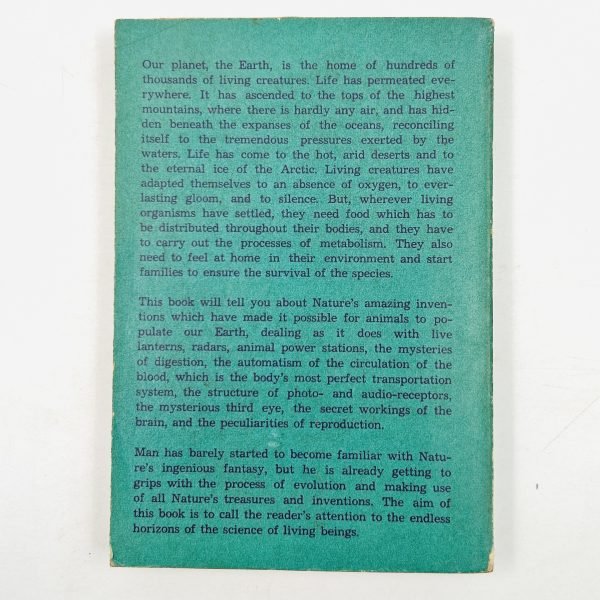 Our planet, the Earth, is the home of hundreds of
thousands of living creatures. Life has permeated eve-
rywhere. It has ascended to the tops of the highest
mountains, where there is hardly any air, and has hid-
den beneath the expanses of the oceans, reconciling
itself to the tremendous pressures exerted by the
waters. Life has come to the hot, arid deserts and to
the eternal ice of the Arctic. Living creatures have
adapted themselves to an absence of oxygen, to ever-
lasting gloom, and to silence. But, wherever living
organisms have settled, they need food which has to
be distributed throughout their bodies, and they have
to carry out the processes of metabolism. They also
need to feel at home in their environment and start
families to ensure the survival of the species.
This book will tell you about Nature's amazing inven-
tions which have made it possible for animals to po-
pulate our Earth, dealing as it does with live
lanterns, radars, animal power stations, the mysteries
of digestion, the automatism of the circulation of the
blood, which is the body's most perfect transportation
system, the structure of photo- and audio-receptors,
the mysterious third eye, the secret workings of the
brain, and the peculiarities of reproduction.
Man has barely started to become familiar with Natu-
re's ingenious fantasy, but he is already getting to
grips with the process of evolution and making use
of all Nature's treasures and inventions. The aim of
this book is to call the reader's attention to the endless
horizons of the science of living beings.